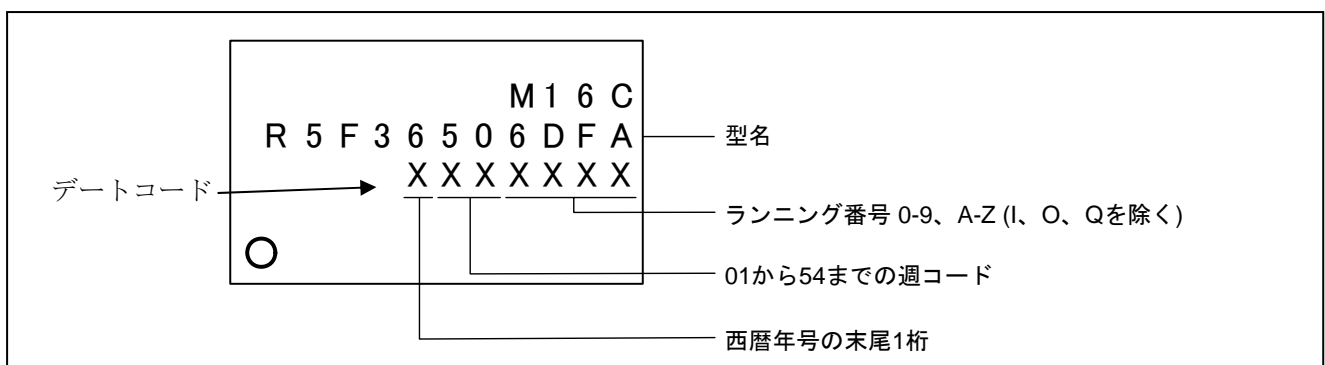 M16C
R5F36506DFA
型名
デートコード
XXXXXXX
ランニング番号 0-9、A-Z (I、O、Qを除く)
01から54までの週コード
西暦年号の末尾1桁